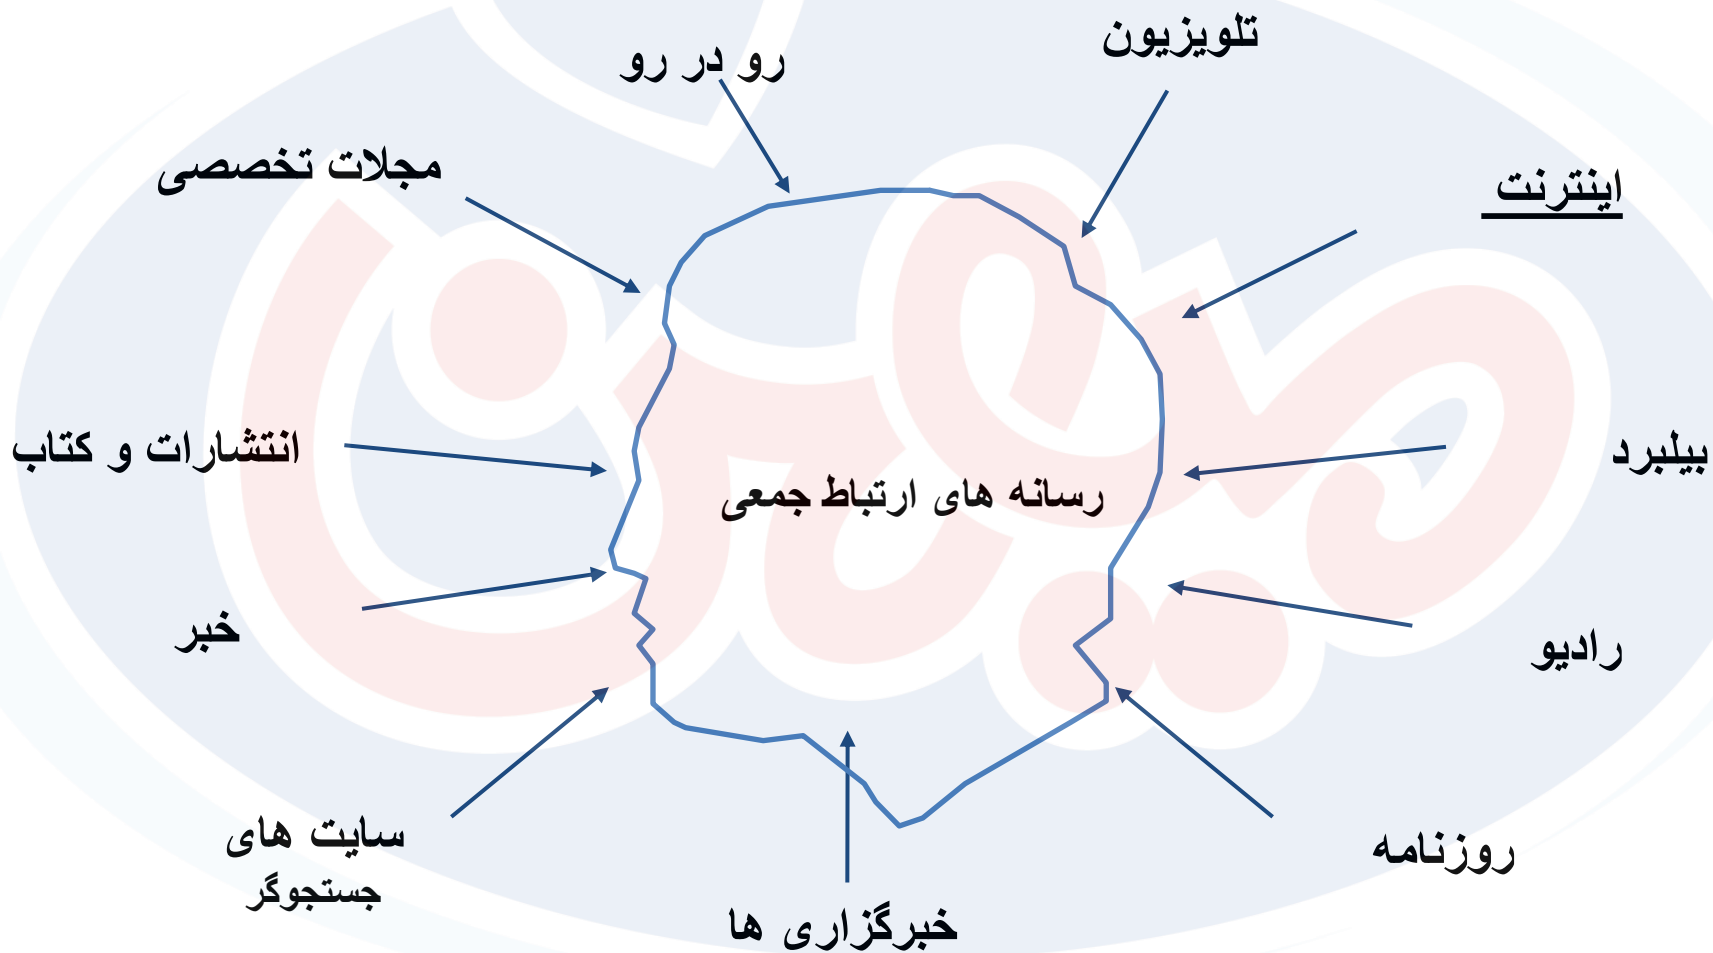 تلویزیون
رو در رو
مجلات تخصصی
اینترنت
انتشارات و کتاب
بیلبرد
رسانه های ارتباط جمعی
خبر
رادیو
سایت های
جستجوگر
روزنامه
خبرگزاری ها